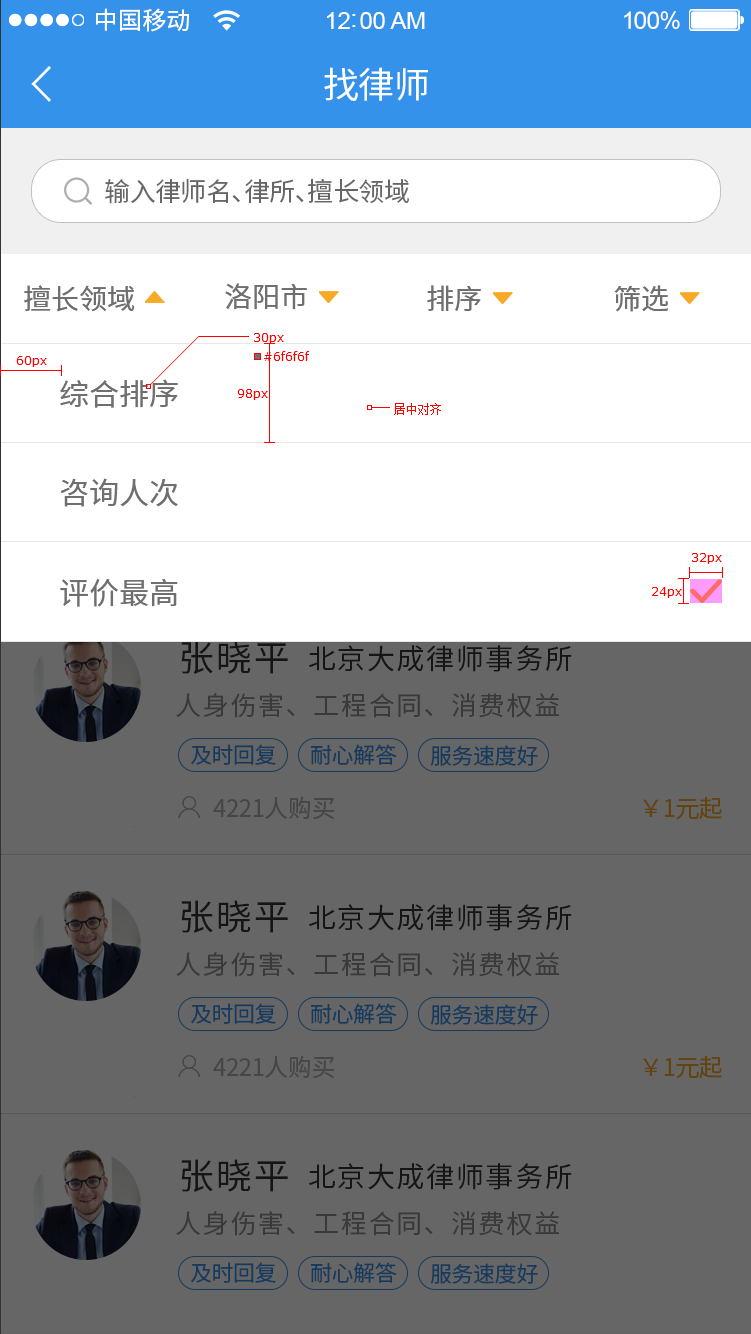 中国移动 12:00 AM 100%
找律师
输入律师名、律所、擅长领域
擅长领域 洛阳市 排序 筛选
30px
60px #6f6f6f
综合排序 98px 居中对齐
咨询人次
32px
评价最高 24px
张晓平 北京大成律师事务所
人身伤害、工程合同、消费权益
及时回复 耐心解答 服务速度好
4221人购买 ¥1元起
张晓平 北京大成律师事务所
人身伤害、工程合同、消费权益
及时回复 耐心解答 服务速度好
4221人购买 ¥1元起
张晓平 北京大成律师事务所
人身伤害、工程合同、消费权益
及时回复 耐心解答 服务速度好